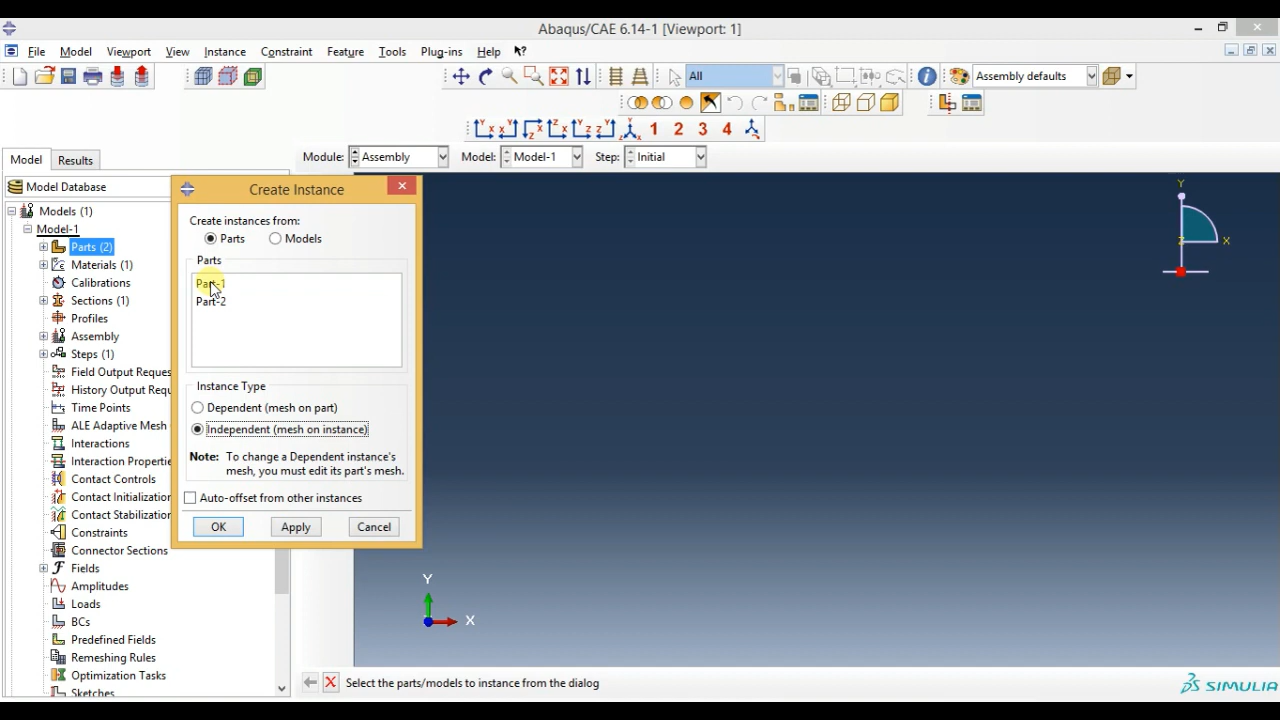 Abaqus/CAE 6.14-1 [Viewport: 1]
File Model Viewport View Instance Constraint Feature Tools Plug-ins Help
All
Assembly defaults
1 2 3 4
Model Results
Module: Assembly Model: Model-1 Step: Initial
Model Database
Models (1)
Model-1
Parts (2)
Materials (1)
Calibrations
Sections (1)
Profiles
Assembly
Steps (1)
Field Output Reques
History Output Requ
Time Points
ALE Adaptive Mesh
Interactions
Interaction Propertie
Contact Controls
Contact Initialization
Contact Stabilization
Constraints
Connector Sections
Fields
Amplitudes
Loads
BCs
Predefined Fields
Remeshing Rules
Optimization Tasks
Sketches
Create Instance
Create instances from:
Parts Models
Parts
Part-1
Part-2
Instance Type
Dependent (mesh on part)
Independent (mesh on instance)
Note: To change a Dependent instance's
mesh, you must edit its part's mesh.
Auto-offset from other instances
OK Apply Cancel
Y
Z X
Y
X
Select the parts/models to instance from the dialog
SIMULIA